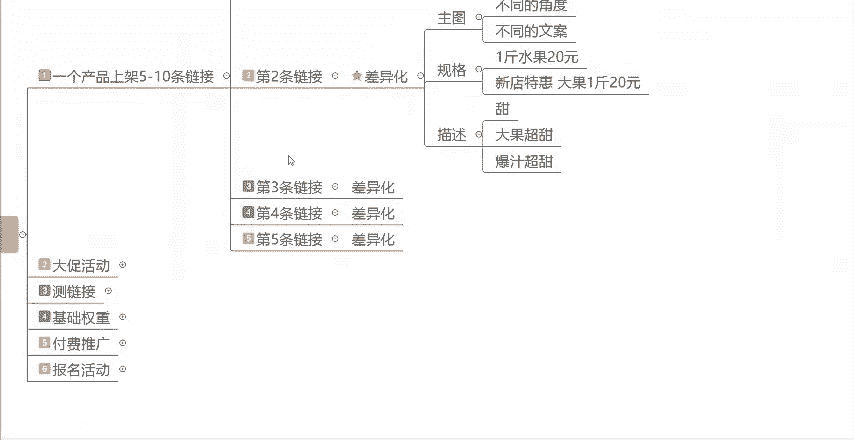 不同的角度
主图
不同的文案
规格
1斤水果20元
1 一个产品上架5-10条链接
2 第2条链接
差异化
新店特惠 大果1斤20元
甜
描述
大果超甜
爆汁超甜
3 第3条链接 差异化
4 第4条链接 差异化
5 第5条链接 差异化
2 大促活动
3 测链接
4 基础权重
5 付费推广
6 报名活动